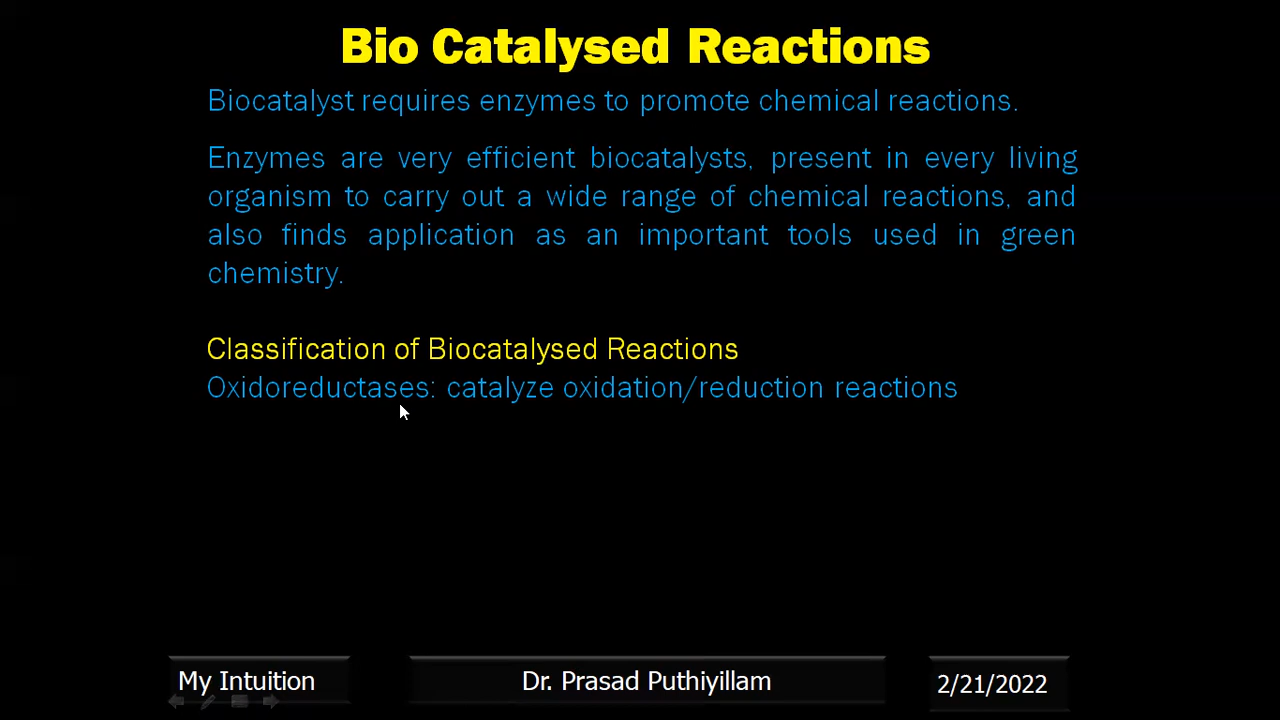 Bio Catalysed Reactions
Biocatalyst requires enzymes to promote chemical reactions.
Enzymes are very efficient biocatalysts, present in every living
organism to carry out a wide range of chemical reactions, and
also finds application as an important tools used in green
chemistry.
Classification of Biocatalysed Reactions
Oxidoreductases: catalyze oxidation/reduction reactions
My Intuition
Dr. Prasad Puthiyillam
2/21/2022